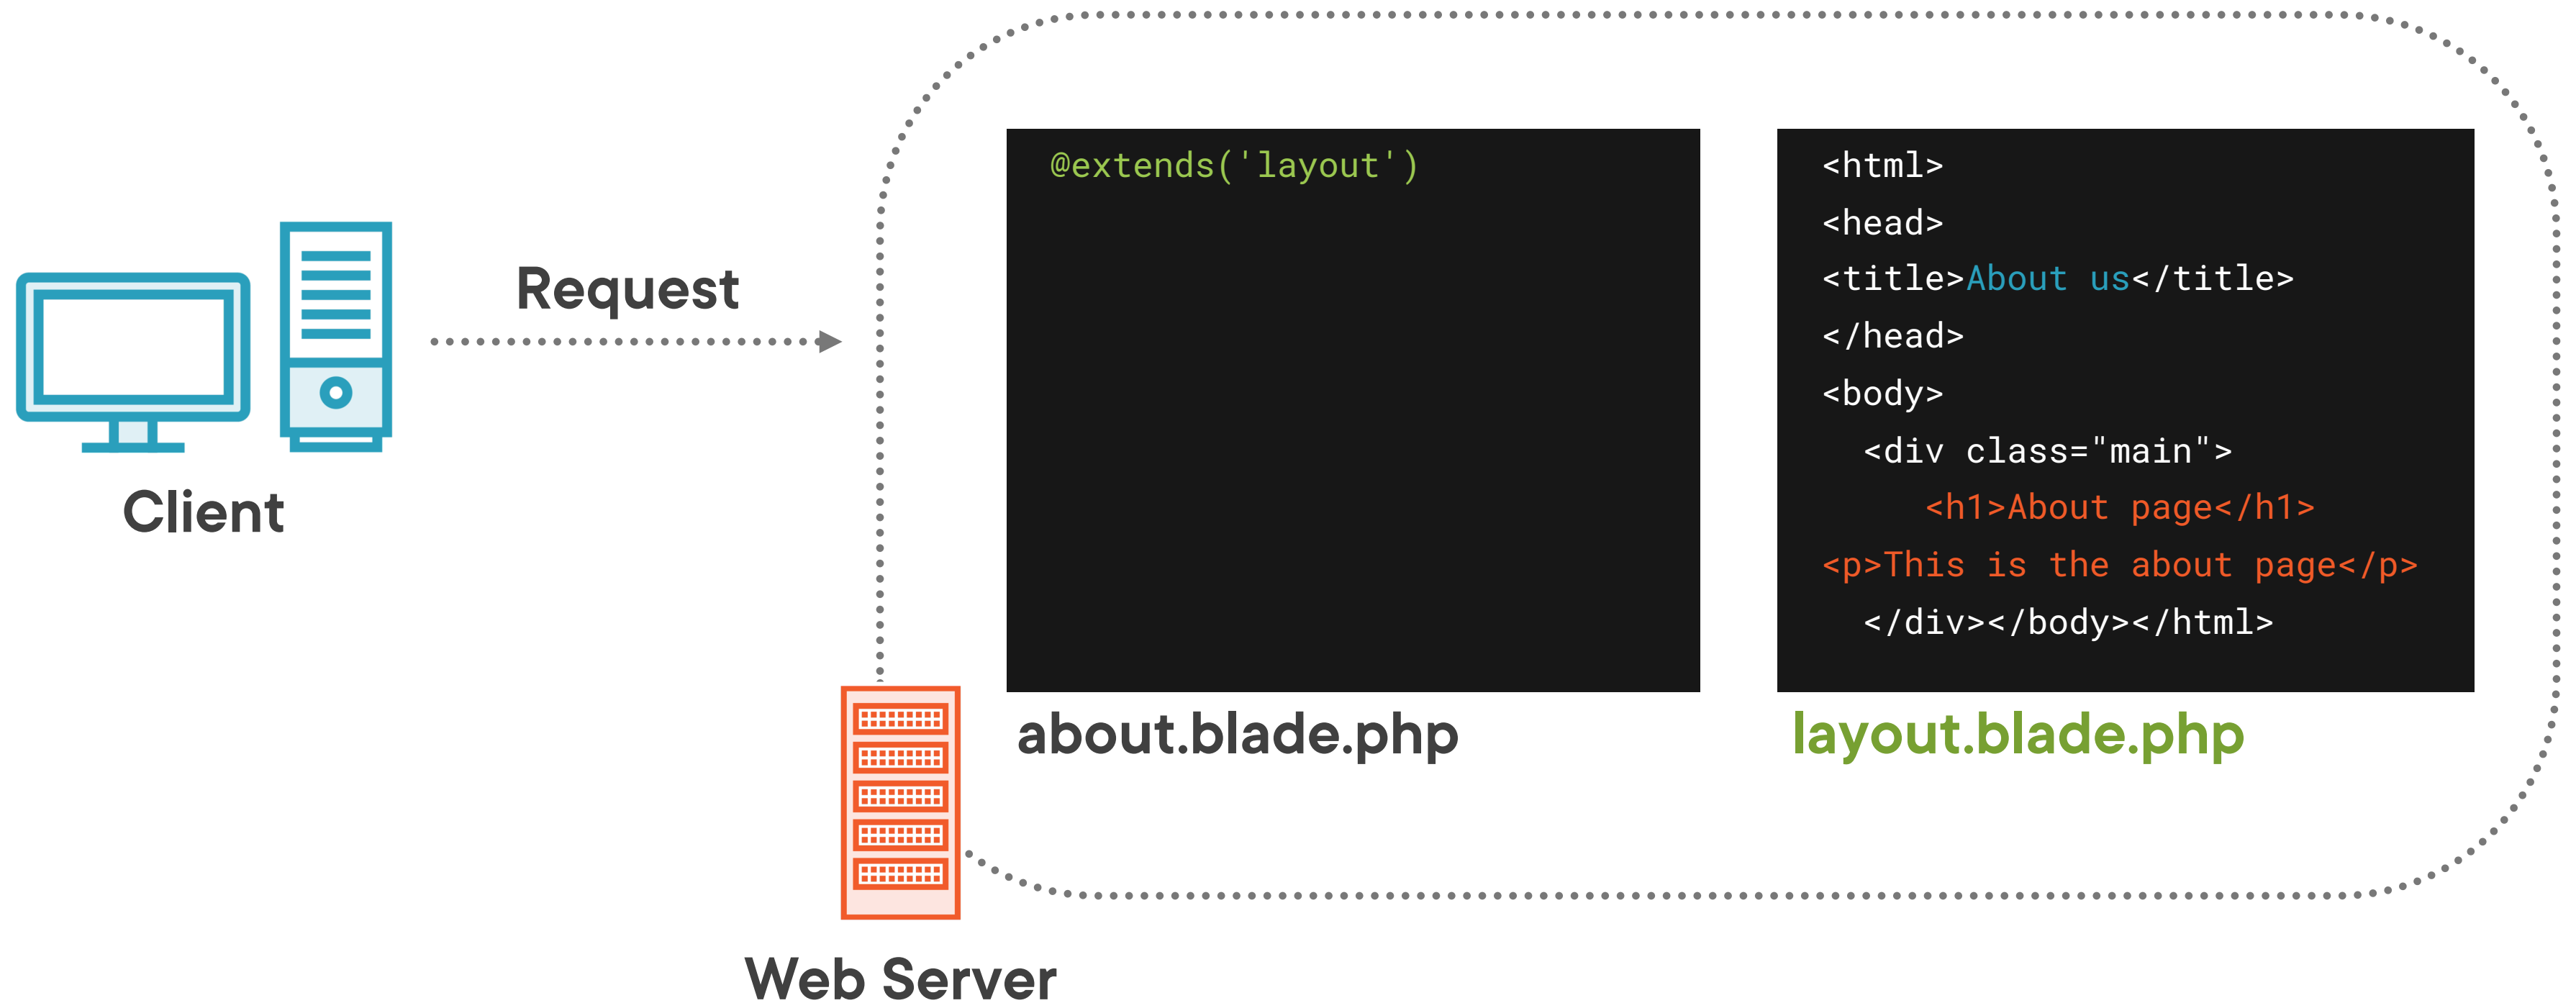 Client
Request
@extends('layout')
about.blade.php
<html>
<head>
<title>About us</title>
</head>
<body>
<div class="main">
<h1>About page</h1>
<p>This is the about page</p>
</div></body></html>
layout.blade.php
Web Server